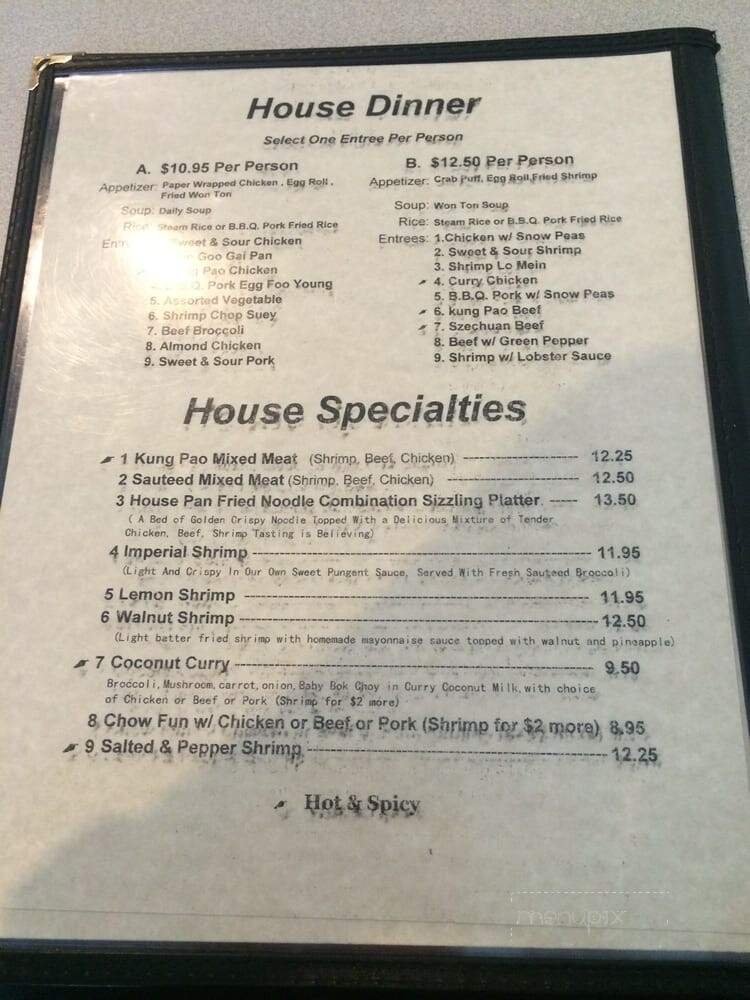 House Dinner
Select One Entree Per Person
A. $10.95 Per Person
Appetizer: Paper Wrapped Chicken , Egg Roll ,
Fried Won Ton
Soup: Daily Soup
Rice: Steam Rice or B.B.Q. Pork Fried Rice
Sweet & Sour Chicken
Goo Gai Pan
Pao Chicken
Pork Egg Foo Young
5. Assorted Vegetable
6. Shrimp Chop Suey
7. Beef Broccoli
8. Almond Chicken
9. Sweet & Sour Pork
B. $12.50 Per Person
Appetizer: Crab Puff, Egg Roll, Fried Shrimp
Soup: Won Ton Soup
Rice: Steam Rice or B.B.Q. Pork Fried Rice
Entrees: 1.Chicken w/ Snow Peas
2. Sweet & Sour Shrimp
3. Shrimp Lo Mein
4. Curry Chicken
5. B.B.Q. Pork w/ Snow Peas
6. kung Pao Beef
7. Szechuan Beef
8. Beef w/ Green Pepper
9. Shrimp w/ Lobster Sauce
House Specialties
1 Kung Pao Mixed Meat (Shrimp, Beef, Chicken) 12.25
2 Sauteed Mixed Meat (Shrimp, Beef, Chicken) 12.50
3 House Pan Fried Noodle Combination Sizzling Platter 13.50
( A Bed of Golden Crispy Noodle Topped With a Delicious Mixture of Tender
Chicken, Beef, Shrimp Tasting is Believing)
4 Imperial Shrimp 11.95
(Light And Crispy In Our Own Sweet Pungent Sauce, Served With Fresh Sauteed Broccoli)
5 Lemon Shrimp 11.95
6 Walnut Shrimp 12.50
(Light batter fried shrimp with homemade mayonnaise sauce topped with walnut and pineapple)
7 Coconut Curry 9.50
Broccoli, Mushroom, carrot, onion, Baby Bok Choy in Curry Coconut Milk, with choice
of Chicken or Beef or Pork (Shrimp for $2 more)
8 Chow Fun w/ Chicken or Beef or Pork (Shrimp for $2 more) 8.95
9 Salted & Pepper Shrimp 12.25
Hot & Spicy
menupix